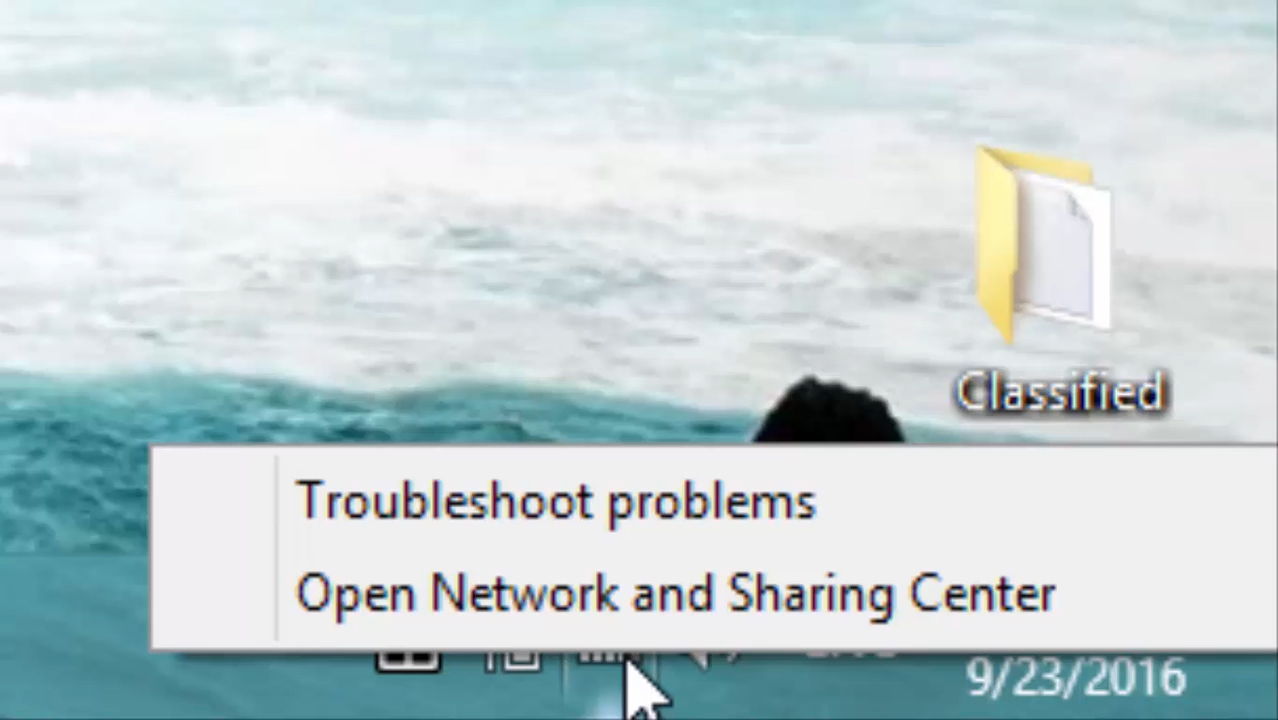 Classified
Troubleshoot problems
Open Network and Sharing Center
9/23/2016